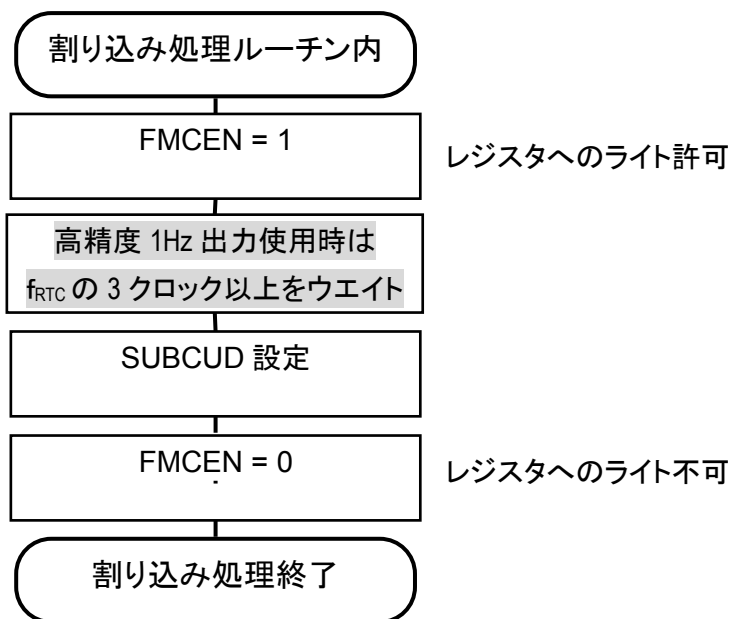 割り込み処理ルーチン内
FMCEN = 1
レジスタへのライト許可
高精度 1Hz 出力使用時は
fRTC の 3 クロック以上をウエイト
SUBCUD 設定
FMCEN = 0
レジスタへのライト不可
割り込み処理終了